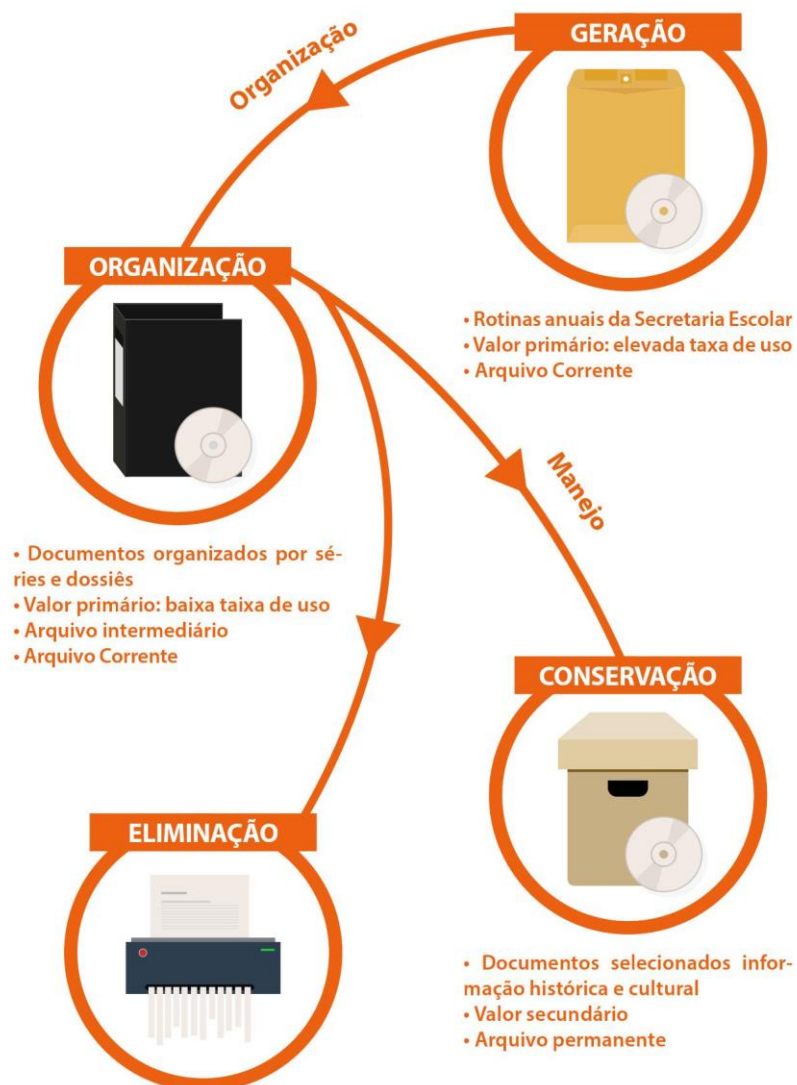 GERAÇÃO
Organização
• Rotinas anuais da Secretaria Escolar
• Valor primário: elevada taxa de uso
• Arquivo Corrente
ORGANIZAÇÃO
• Documentos organizados por sé-
ries e dossiês
• Valor primário: baixa taixa de uso
• Arquivo intermediário
• Arquivo Corrente
Manejo
CONSERVAÇÃO
• Documentos selecionados infor-
mação histórica e cultural
• Valor secundário
• Arquivo permanente
ELIMINAÇÃO